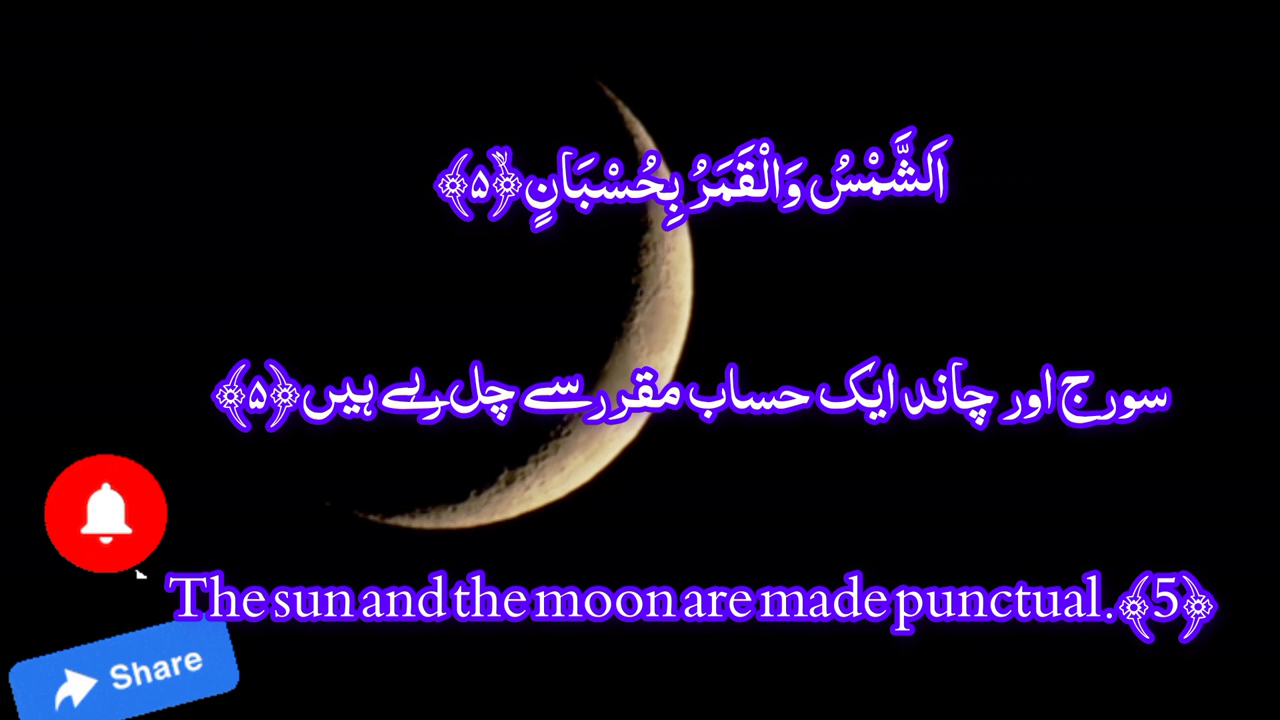 اَلشَّمْسُ وَالْقَمَرُ بِحُسْبَانٍ ﴿ۙ۵﴾
سورج اور چاند ایک حساب مقرر سے چل رہے ہیں ﴿۵﴾
The sun and the moon are made punctual. ﴾5﴿
Share